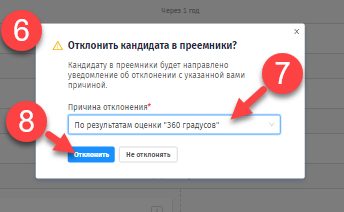 Через 1 год
6
x
Отклонить кандидата в преемники?
Кандидату в преемники будет направлено
уведомление об отклонении с указанной вами
причиной.
7
Причина отклонения*
По результатам оценки "360 градусов"
8
Отклонить Не отклонять